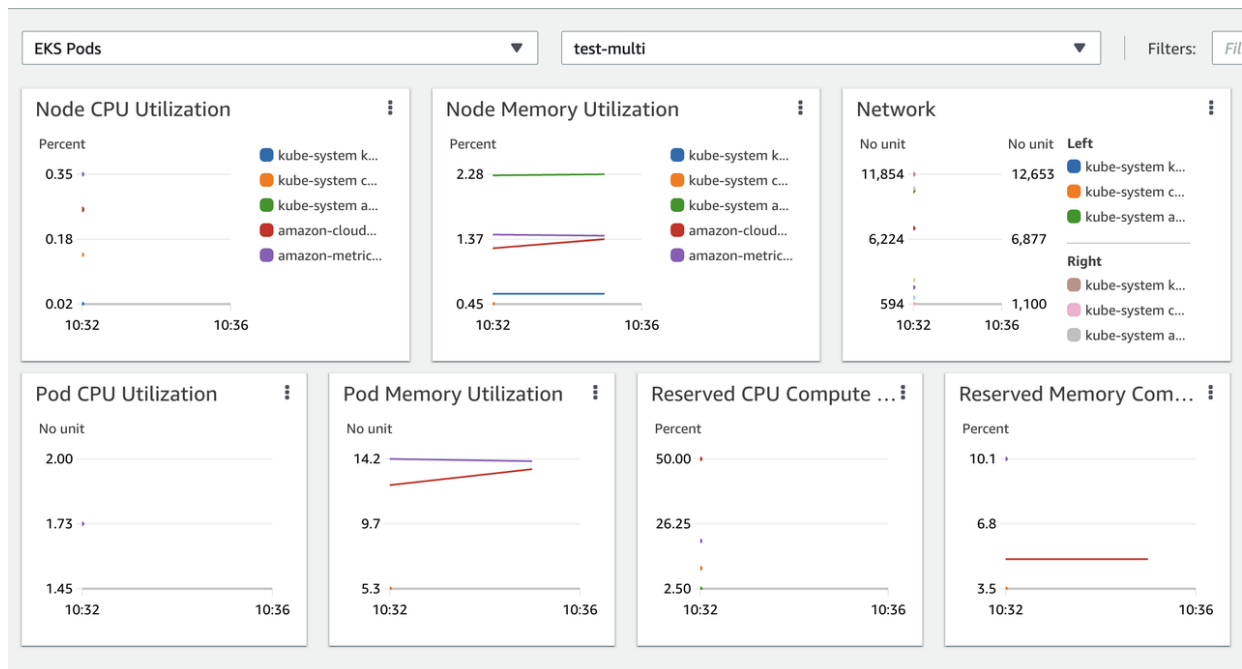 EKS Pods
test-multi
Filters:
Fil
Node CPU Utilization
Percent
0.35
0.18
0.02
10:32
10:36
kube-system k...
kube-system c...
kube-system a...
amazon-cloud...
amazon-metric...
Node Memory Utilization
Percent
2.28
1.37
0.45
10:32
10:36
kube-system k...
kube-system c...
kube-system a...
amazon-cloud...
amazon-metric...
Network
No unit
No unit
11,854
12,653
6,224
6,877
594
1,100
10:32
10:36
Left
kube-system k...
kube-system c...
kube-system a...
Right
kube-system k...
kube-system c...
kube-system a...
Pod CPU Utilization
No unit
2.00
1.73
1.45
10:32
10:36
Pod Memory Utilization
No unit
14.2
9.7
5.3
10:32
10:36
Reserved CPU Compute ...
Percent
50.00
26.25
2.50
10:32
10:36
Reserved Memory Com...
Percent
10.1
6.8
3.5
10:32
10:36